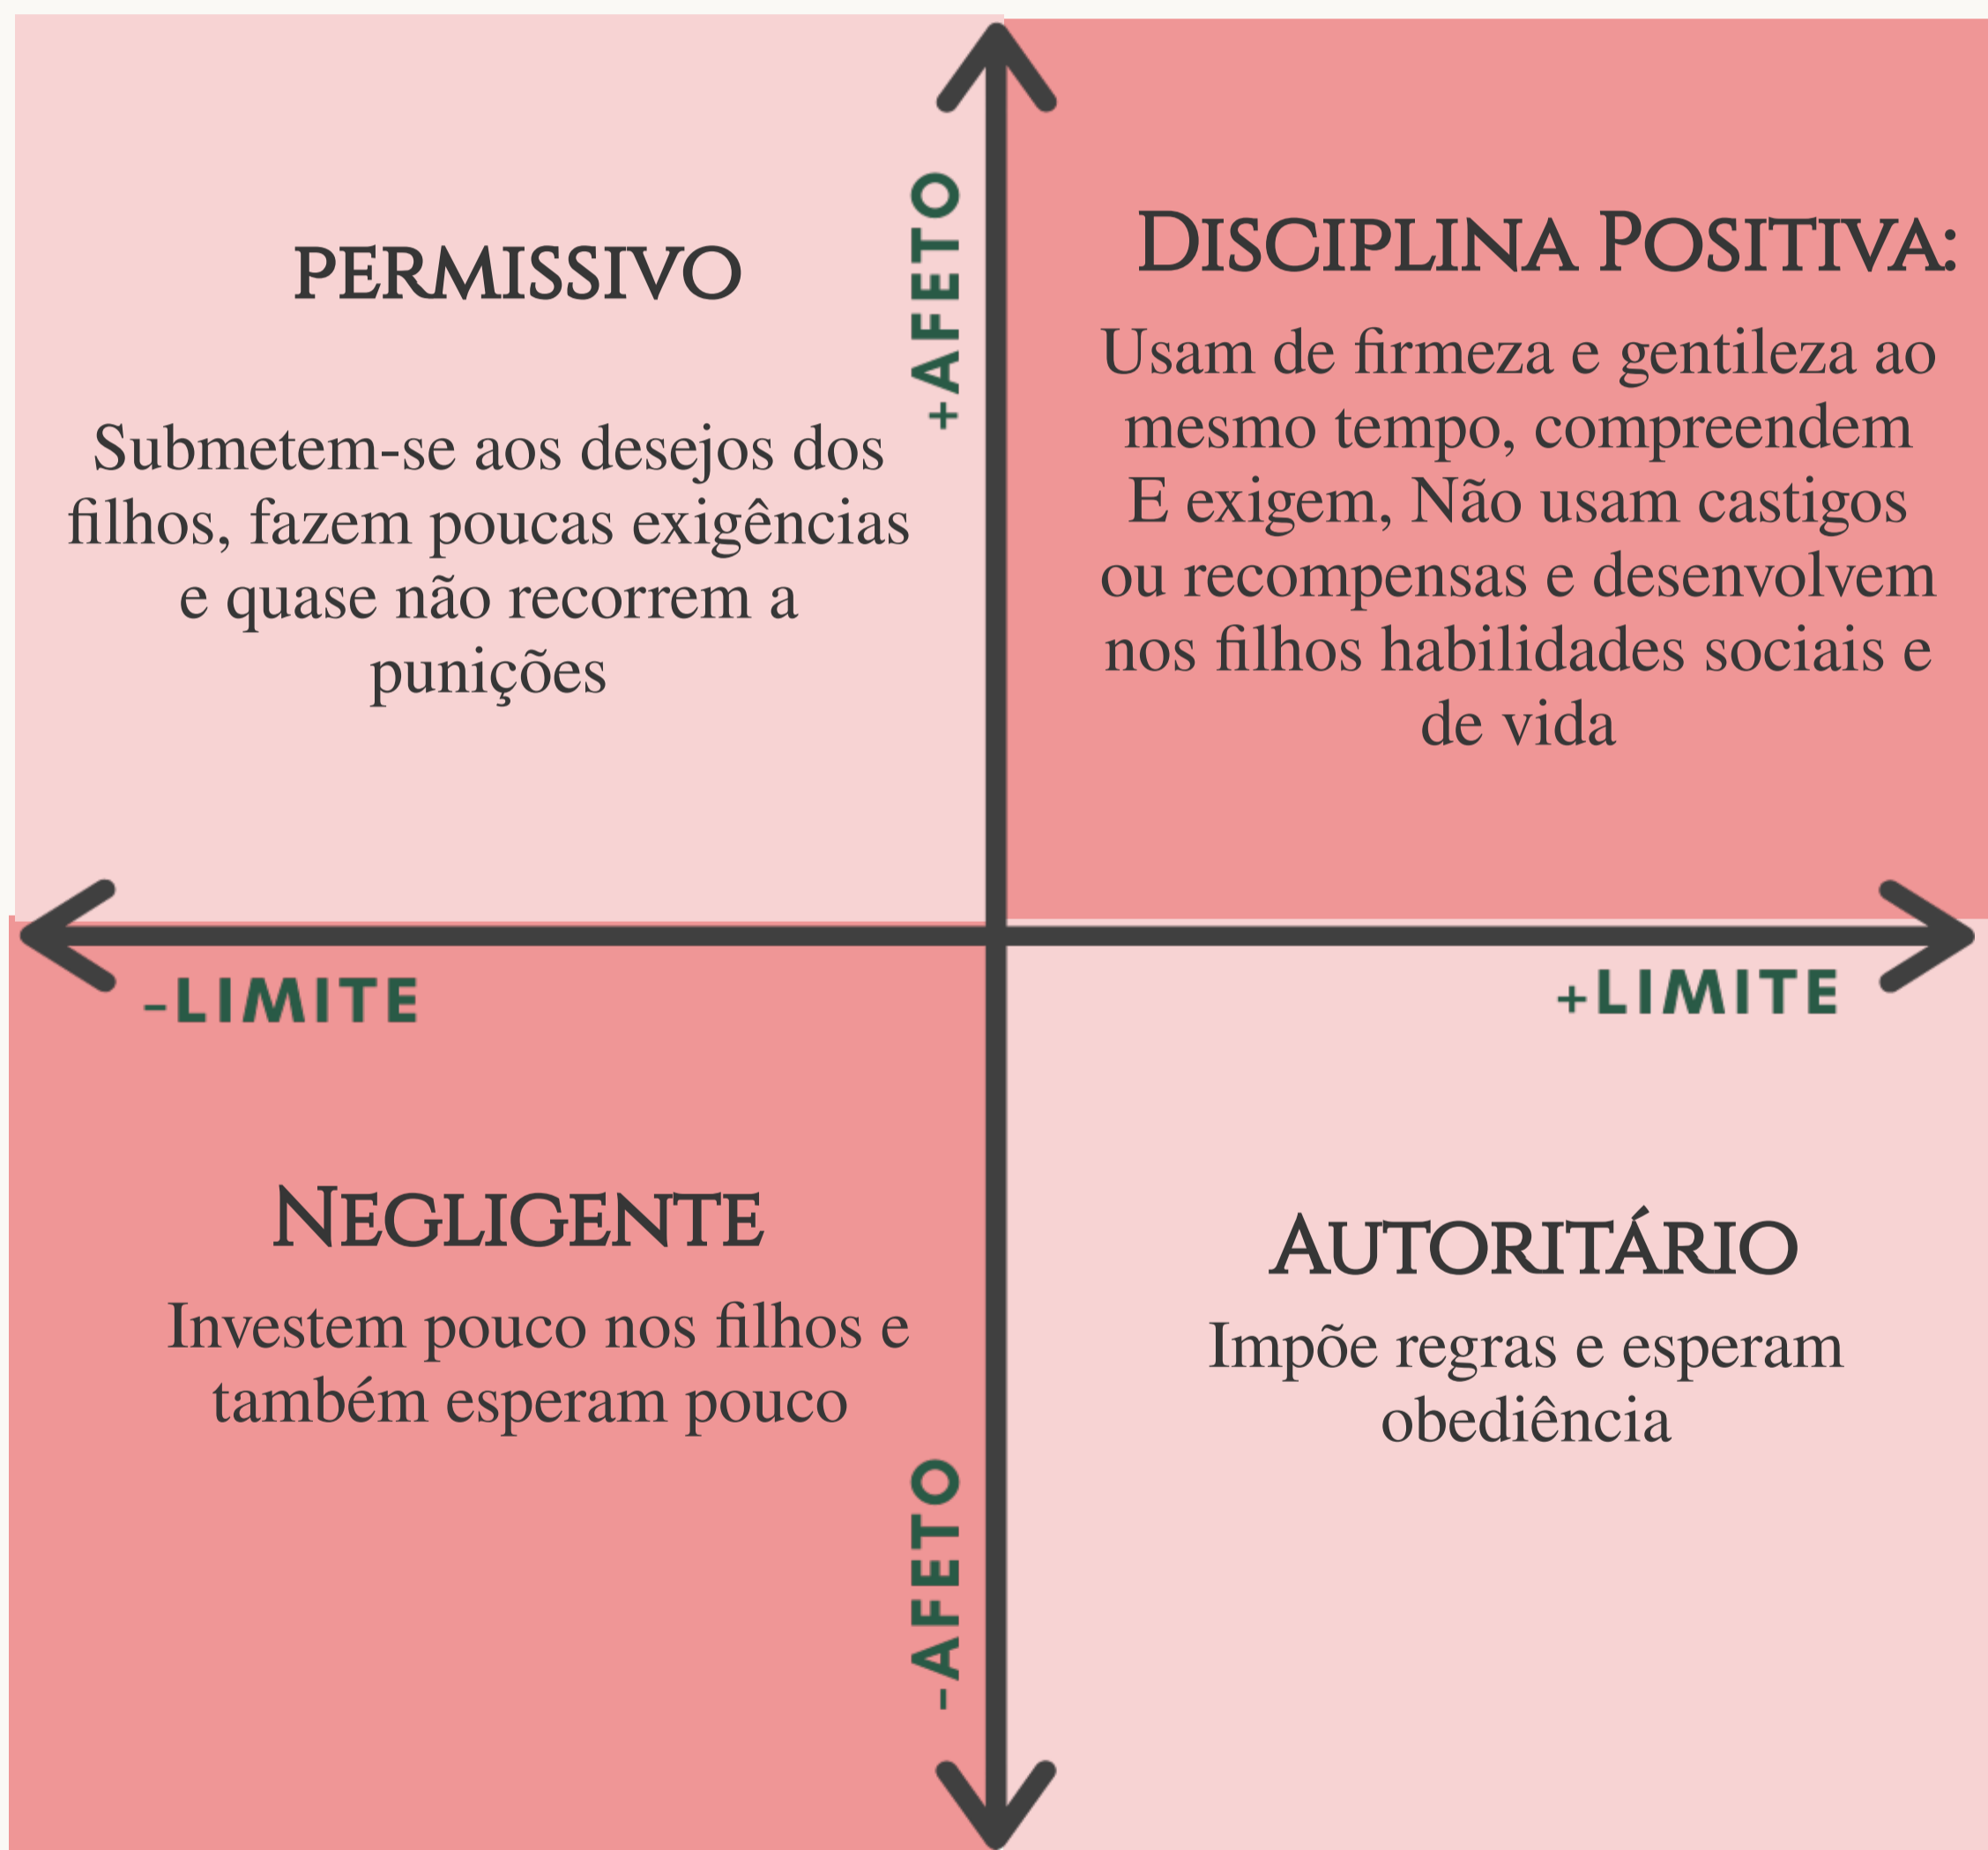 PERMISSIVO
Submetem-se aos desejos dos
filhos, fazem poucas exigências
e quase não recorrem a
punições
+AFETO
DISCIPLINA POSITIVA:
Usam de firmeza e gentileza ao
mesmo tempo, compreendem
E exigem, Não usam castigos
ou recompensas e desenvolvem
nos filhos habilidades sociais e
de vida
-LIMITE
+LIMITE
NEGLIGENTE
Investem pouco nos filhos e
também esperam pouco
-AFETO
AUTORITÁRIO
Impõe regras e esperam
obediência